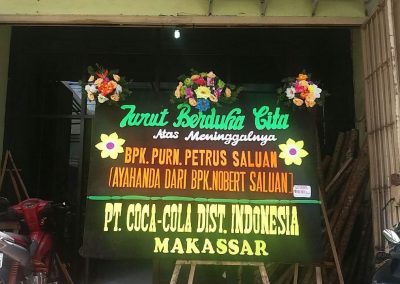 Turut Berduka Cita
Atas Meninggalnya
BPK. PURN. PETRUS SALUAN
(AYAHANDA DARI BPK.NOBERT SALUAN)
PT. COCA-COLA DIST. INDONESIA
MAKASSAR